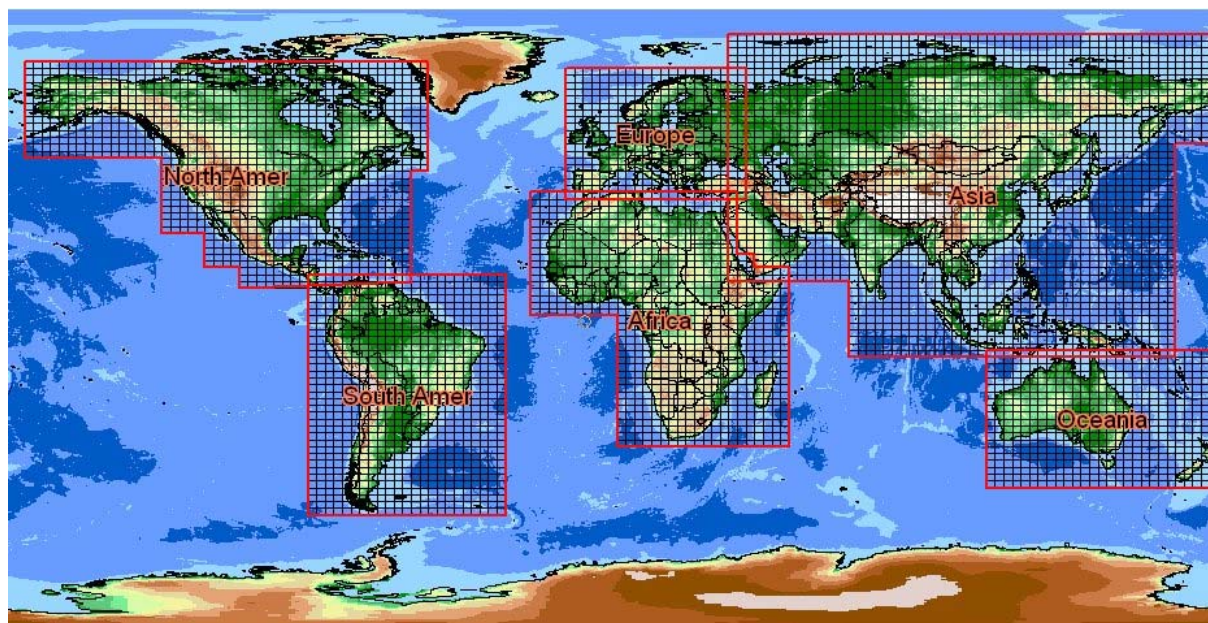 Europe
North Amer
Asia
Africa
South Amer
Oceania